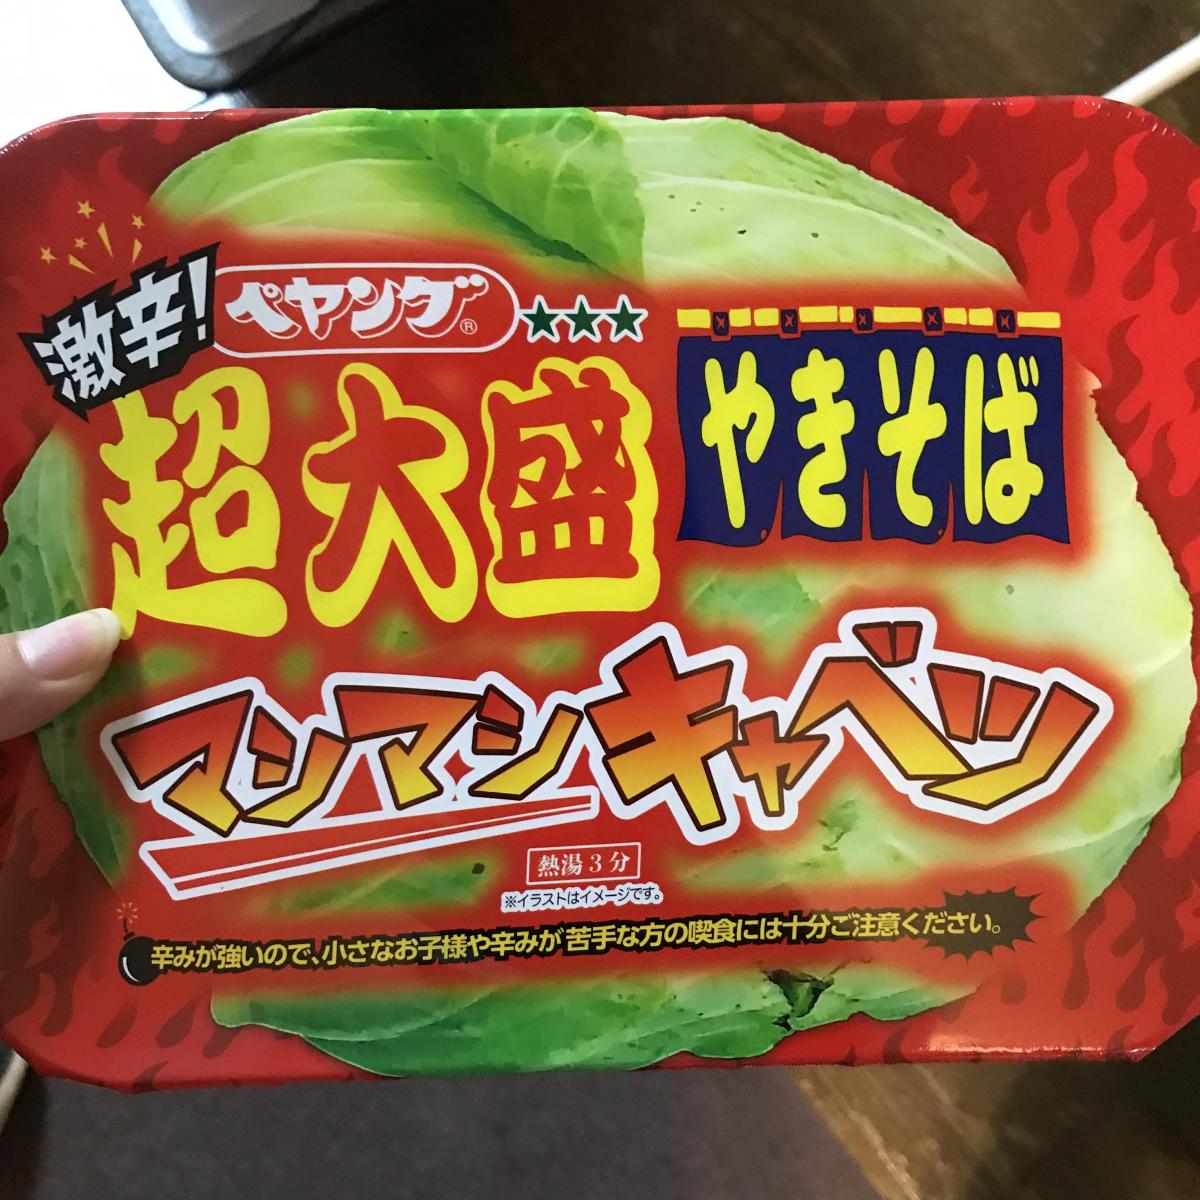 激辛!
ペヤング®
★★★
超大盛
やきそば
マシマシキャベツ
熱湯3分
※イラストはイメージです。
辛みが強いので、小さなお子様や辛みが苦手な方の喫食には十分ご注意ください。